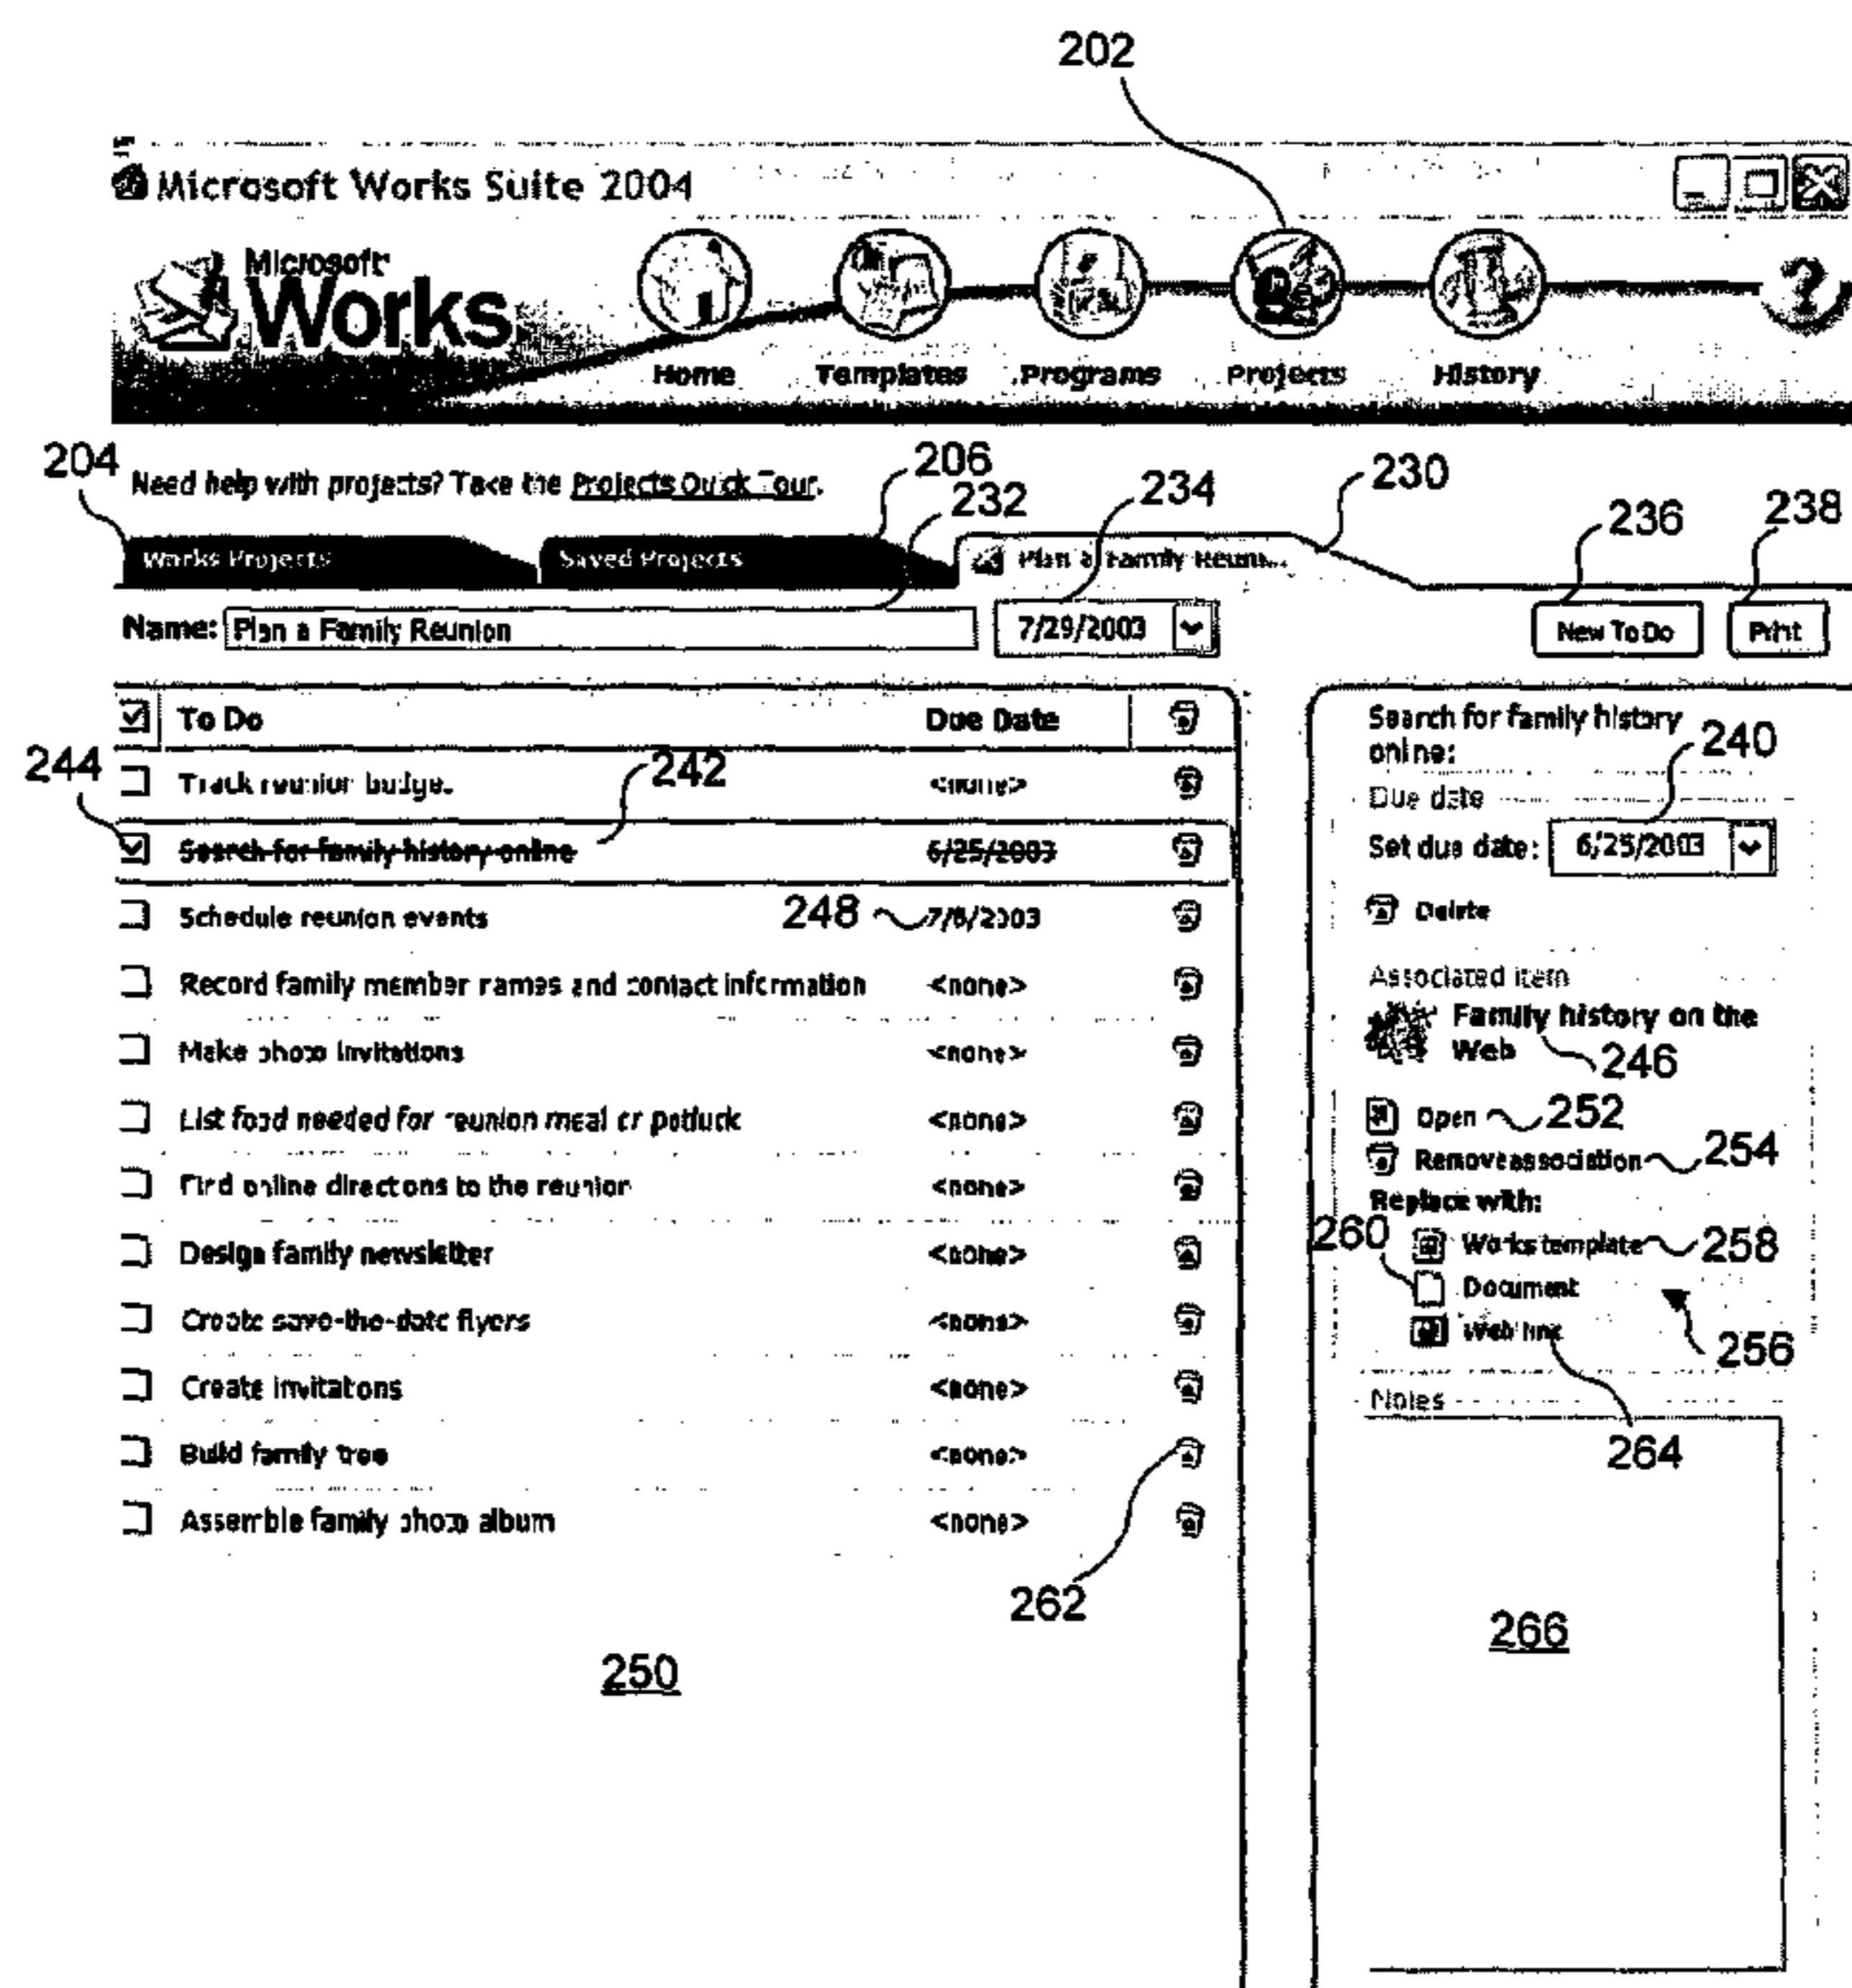 202
Microsoft Works Suite 2004
Microsoft
Works
Home Templates Programs Projects History ?
204 Need help with projects? Take the Projects Quick Tour. 206 232 234 230 236 238
Works Projects Saved Projects Plan a Family Reuni...
Name: Plan a Family Reunion 7/29/2003 New To Do Print
To Do Due Date
244 Track reunion budget 242 <none>
Search for family history online 6/25/2003
Schedule reunion events 248 7/6/2003
Record family member names and contact information <none>
Make photo invitations <none>
List food needed for reunion meal or potluck <none>
Find online directions to the reunion <none>
Design family newsletter <none>
Create save-the-date flyers <none>
Create invitations <none>
Build family tree <none>
Assemble family photo album <none>
262
250
Search for family history
online: 240
Due date
Set due date: 6/25/2003
Delete
Associated item
Family history on the
Web 246
Open 252
Remove association 254
Replace with:
260 Works template 258
Document
Web link 256
Notes
264
266